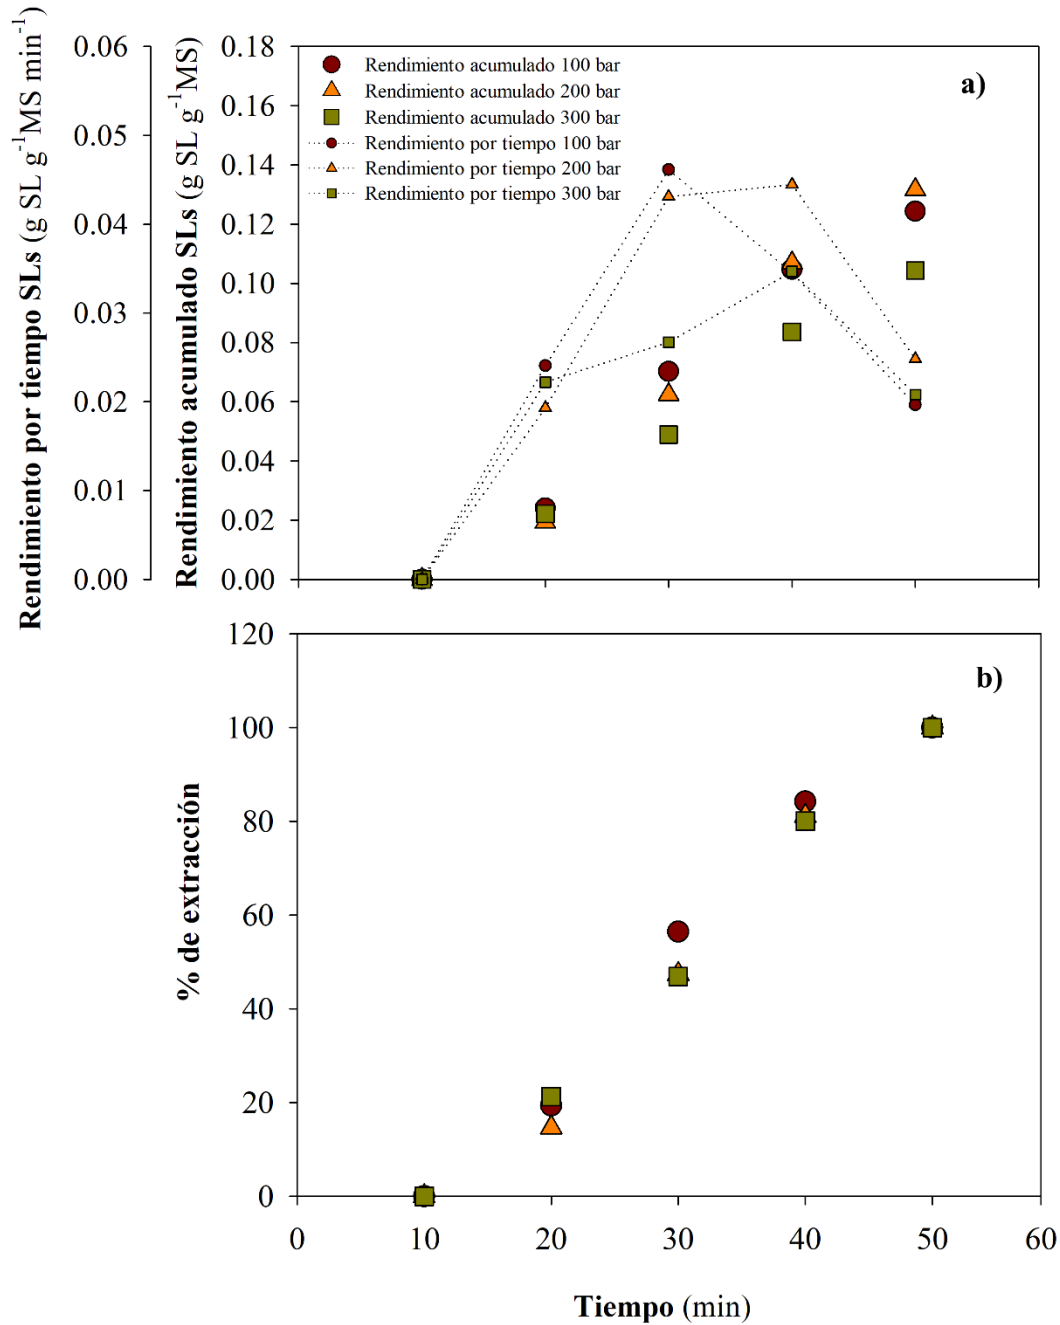 Rendimiento por tiempo SLs (g SL g⁻¹MS min⁻¹)
0.06
0.05
0.04
0.03
0.02
0.01
0.00
Rendimiento acumulado SLs (g SL g⁻¹MS)
0.18
0.16
0.14
0.12
0.10
0.08
0.06
0.04
0.02
0.00
Rendimiento acumulado 100 bar
Rendimiento acumulado 200 bar
Rendimiento acumulado 300 bar
Rendimiento por tiempo 100 bar
Rendimiento por tiempo 200 bar
Rendimiento por tiempo 300 bar
a)
% de extracción
120
100
80
60
40
20
0
b)
0 10 20 30 40 50 60
Tiempo (min)